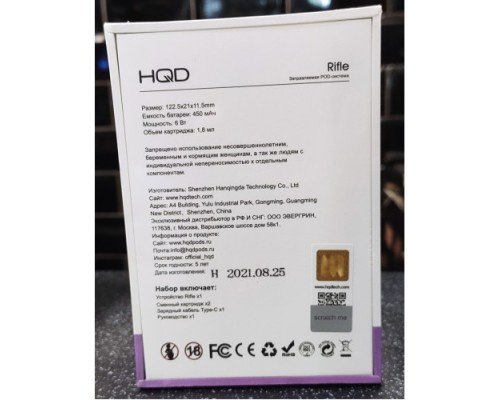 HQD
Rifle
Заправляемая POD-система
Размер: 122.5x21x11.5mm
Емкость батареи: 450 мАч
Мощность: 6 Вт
Объем картриджа: 1,8 мл
Запрещено использование несовершеннолетним,
беременным и кормящим женщинам, а так же людям с
индивидуальной непереносимостью к отдельным
компонентам.
Изготовитель: Shenzhen Hanqingda Technology Co., Ltd
Сайт: www.hqdtech.com
Адрес: A4 Building, Yulu Industrial Park, Gongming, Guangming
New District, Shenzhen, China
Эксклюзивный дистрибьютор в РФ И СНГ: ООО ЭВЕРГРИН,
117638, г Москва, Варшавское шоссе дом 56к1.
Информация о продукте:
Сайт: www.hqdpods.ru
Почта:info@hqdpods.ru
Инстаграм: official_hqd
Срок годности: 5 лет
Дата изготовления: H 2021.08.25
Набор включает:
Устройство Rifle x1
Сменный картридж x2
Зарядный кабель Type-C x1
Руководство x1
www.hqdtech.com
scratch me
18 FC CE RoHS